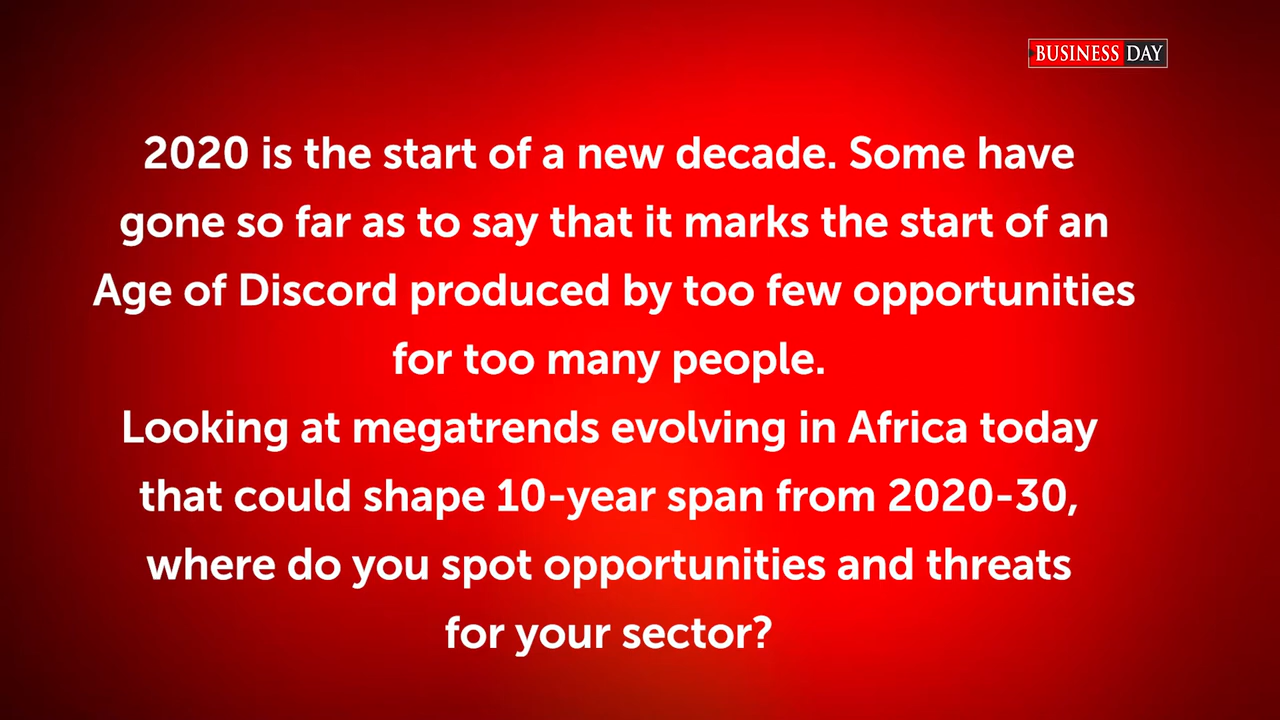 BUSINESS DAY
2020 is the start of a new decade. Some have
gone so far as to say that it marks the start of an
Age of Discord produced by too few opportunities
for too many people.
Looking at megatrends evolving in Africa today
that could shape 10-year span from 2020-30,
where do you spot opportunities and threats
for your sector?